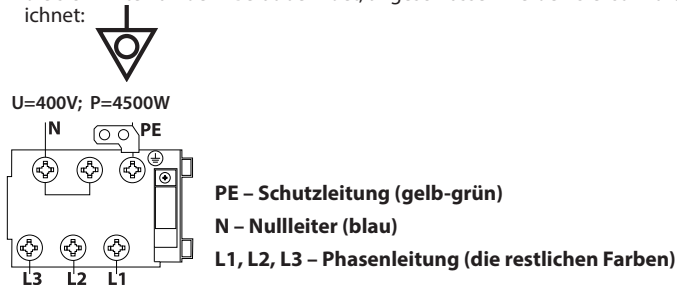 ichnet:
U=400V; P=4500W
N
PE
PE – Schutzleitung (gelb-grün)
N – Nullleiter (blau)
L1, L2, L3 – Phasenleitung (die restlichen Farben)
L3 L2 L1